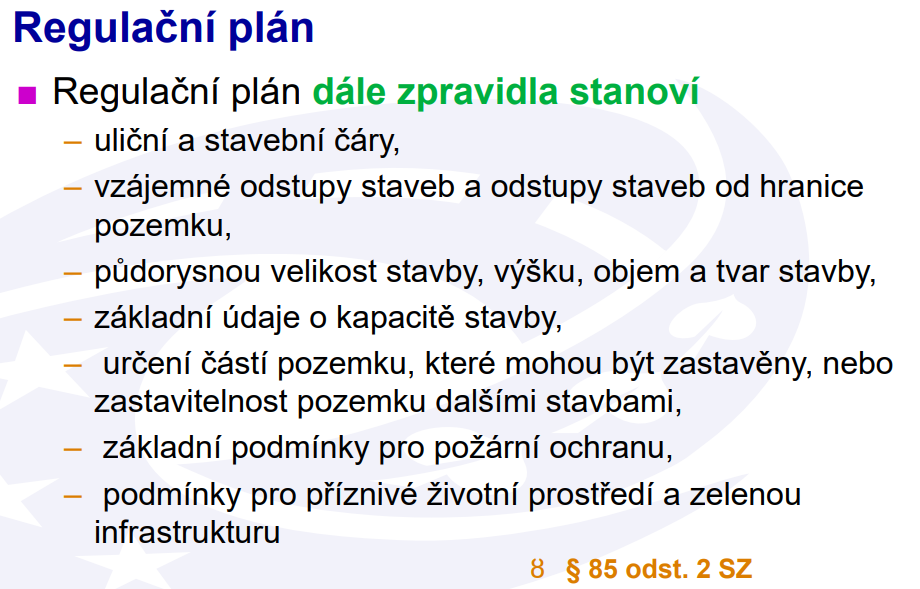 Regulační plán
Regulační plán dále zpravidla stanoví
– uliční a stavební čáry,
– vzájemné odstupy staveb a odstupy staveb od hranice
pozemku,
– půdorysnou velikost stavby, výšku, objem a tvar stavby,
– základní údaje o kapacitě stavby,
– určení částí pozemku, které mohou být zastavěny, nebo
zastavitelnost pozemku dalšími stavbami,
– základní podmínky pro požární ochranu,
– podmínky pro příznivé životní prostředí a zelenou
infrastrukturu
§ 85 odst. 2 SZ